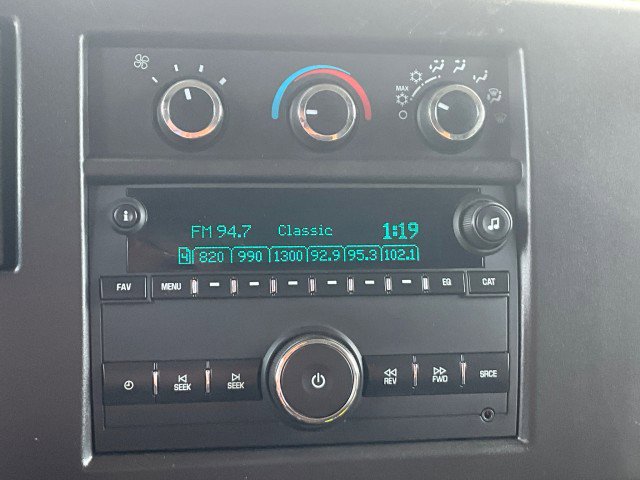 MAX
FM 94.7 Classic 1:19
4 820 990 1300 92.9 95.3 102.1
FAV MENU EQ CAT
SEEK SEEK REV FWD SRCE